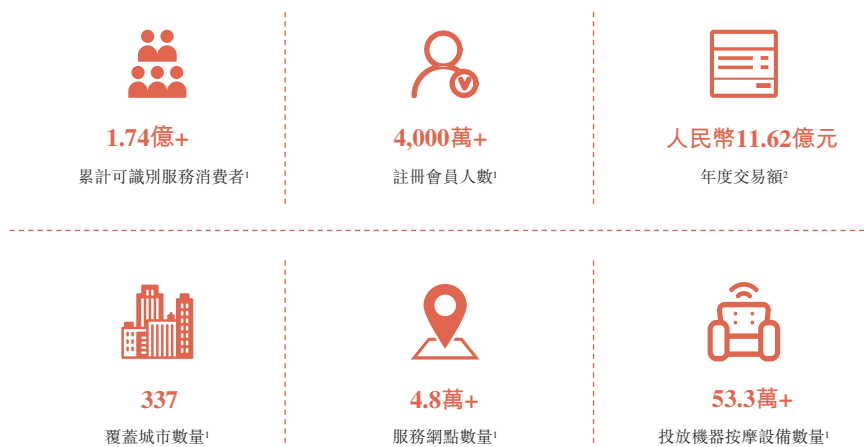 1.74億+
累計可識別服務消費者¹
4,000萬+
註冊會員人數¹
人民幣11.62億元
年度交易額²
337
覆蓋城市數量¹
4.8萬+
服務網點數量¹
53.3萬+
投放機器按摩設備數量¹